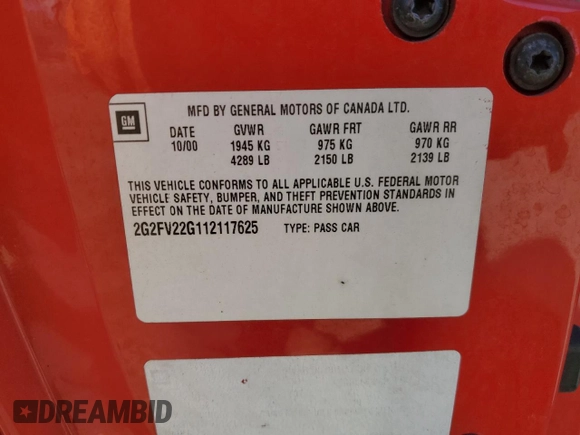 GM
MFD BY GENERAL MOTORS OF CANADA LTD.
DATE GVWR GAWR FRT GAWR RR
10/00 1945 KG 975 KG 970 KG
4289 LB 2150 LB 2139 LB
THIS VEHICLE CONFORMS TO ALL APPLICABLE U.S. FEDERAL MOTOR
VEHICLE SAFETY, BUMPER, AND THEFT PREVENTION STANDARDS IN
EFFECT ON THE DATE OF MANUFACTURE SHOWN ABOVE.
2G2FV22G112117625 TYPE: PASS CAR
DREAMBID